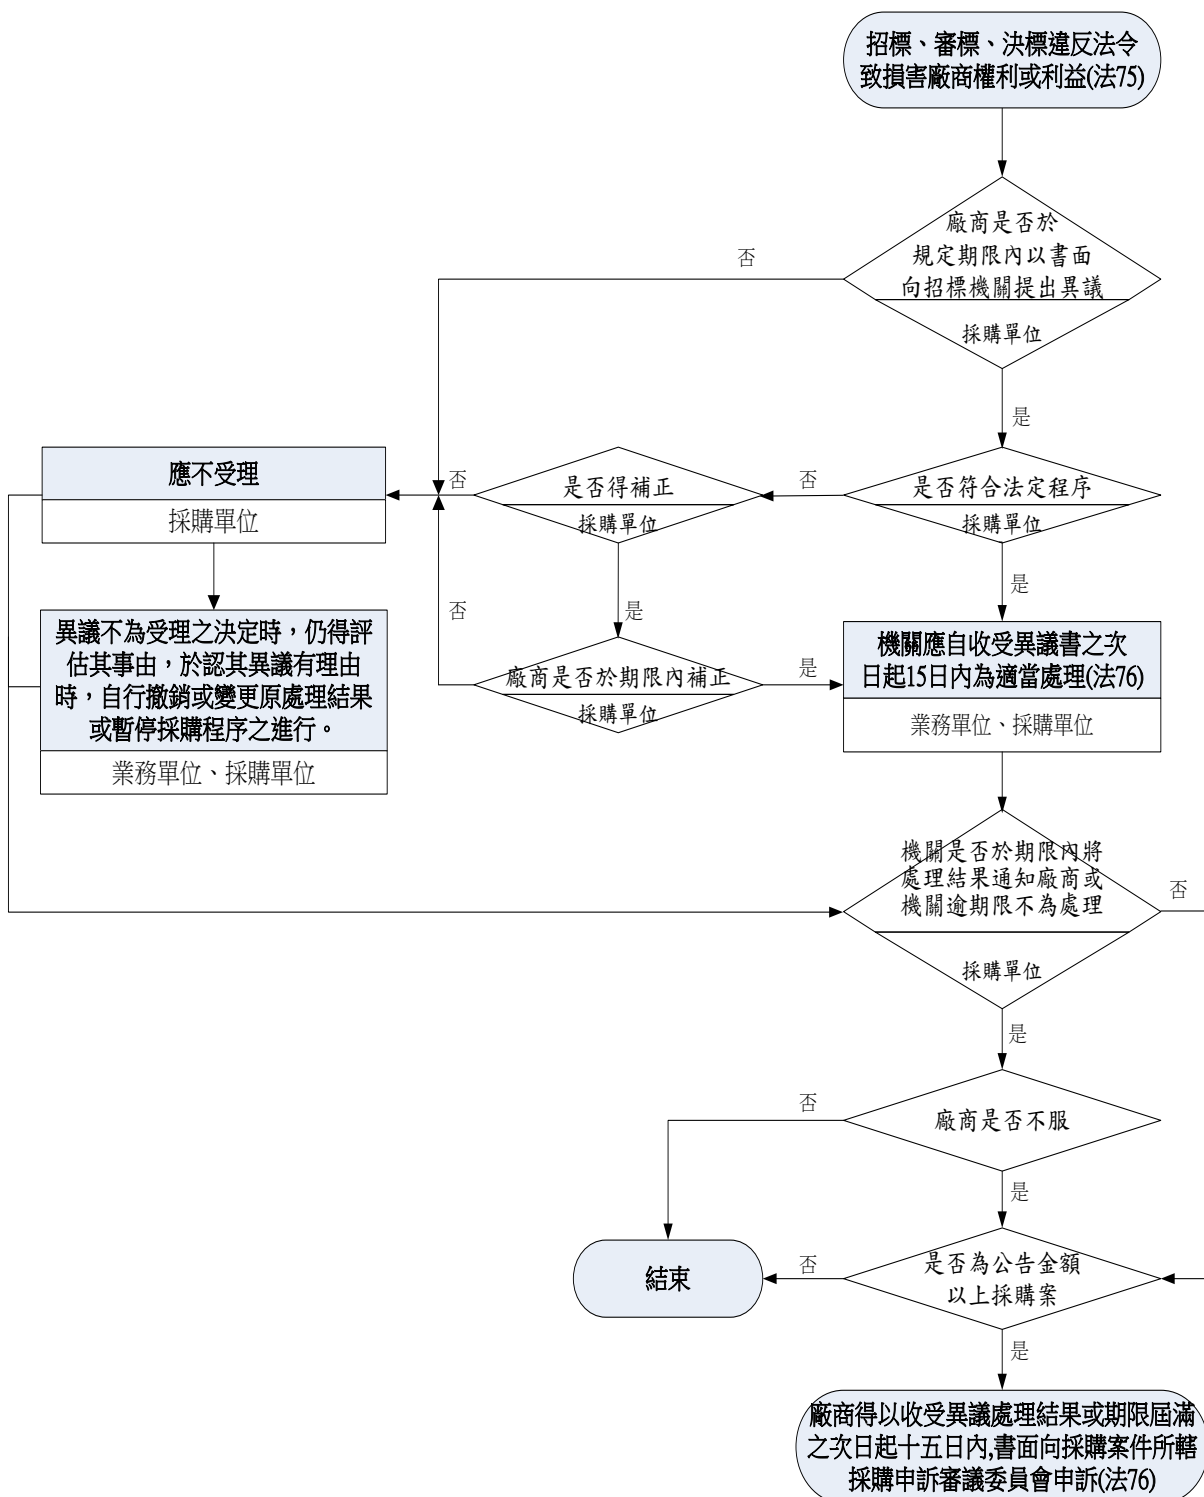 招標、審標、決標違反法令
致損害廠商權利或利益(法75)
廠商是否於
規定期限內以書面
向招標機關提出異議
採購單位
否
是
應不受理
採購單位
否
是否得補正
採購單位
否
是否符合法定程序
採購單位
是
是
異議不為受理之決定時，仍得評
估其事由，於認其異議有理由
時，自行撤銷或變更原處理結果
或暫停採購程序之進行。
業務單位、採購單位
否
廠商是否於期限內補正
採購單位
是
機關應自收受異議書之次
日起15日內為適當處理(法76)
業務單位、採購單位
機關是否於期限內將
處理結果通知廠商或
機關逾期限不為處理
採購單位
否
是
廠商是否不服
否
是
結束
否
是否為公告金額
以上採購案
是
廠商得以收受異議處理結果或期限屆滿
之次日起十五日內,書面向採購案件所轄
採購申訴審議委員會申訴(法76)